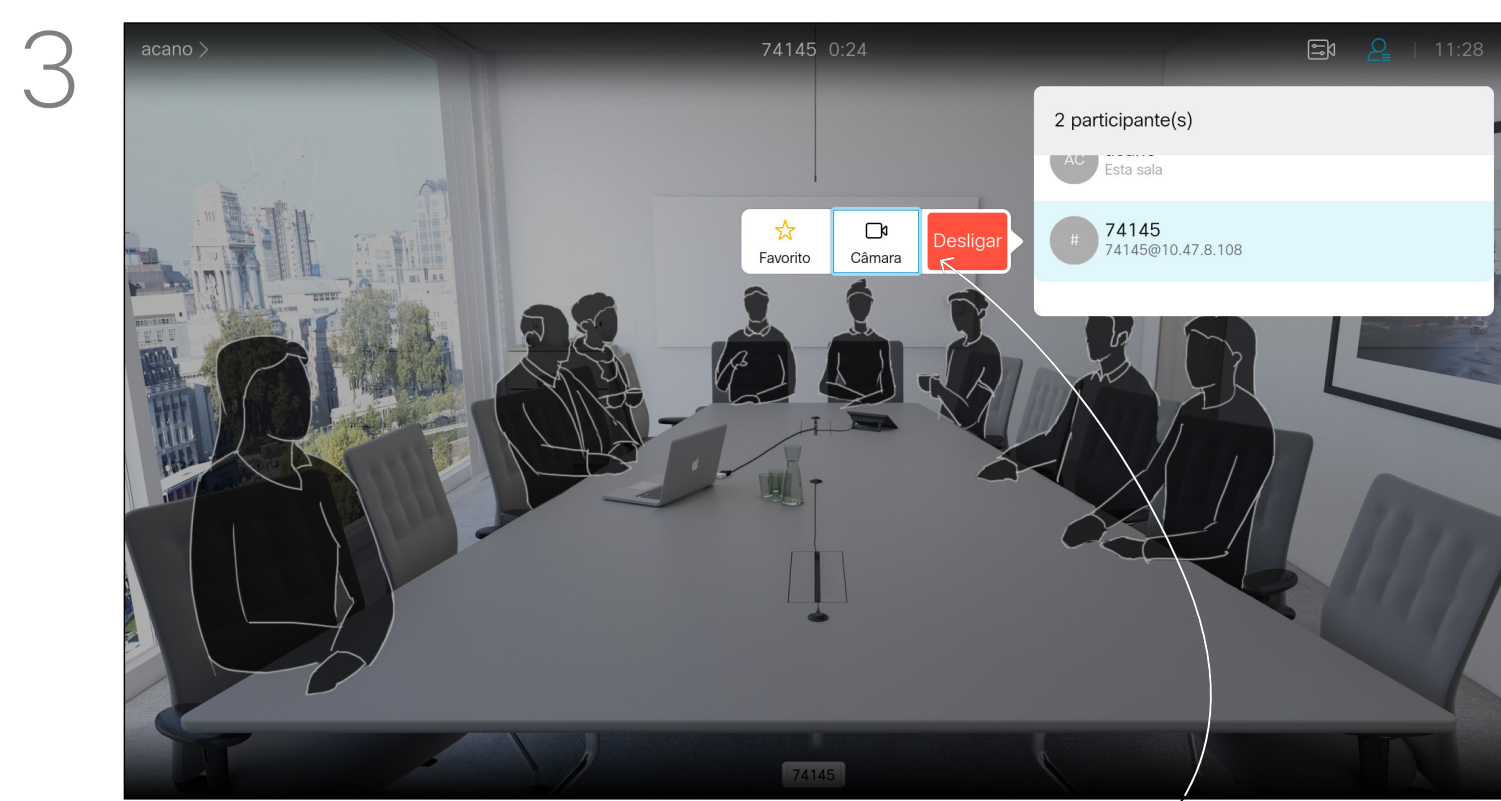 3
acano
74145 0:24
11:28
2 participante(s)
AC
Esta sala
#
74145
74145@10.47.8.108
Favorito
Câmara
Desligar
74145